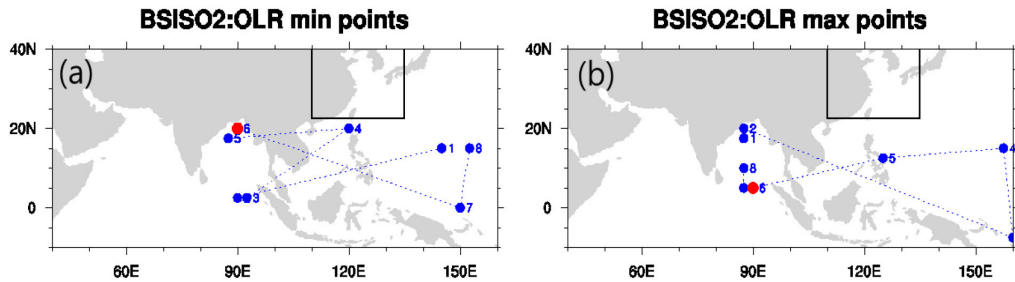 BSISO2:OLR min points
BSISO2:OLR max points
40N
20N
0
(a)
6
5
4
1
8
3
7
60E
90E
120E
150E
40N
20N
0
(b)
2
1
8
6
5
4
60E
90E
120E
150E